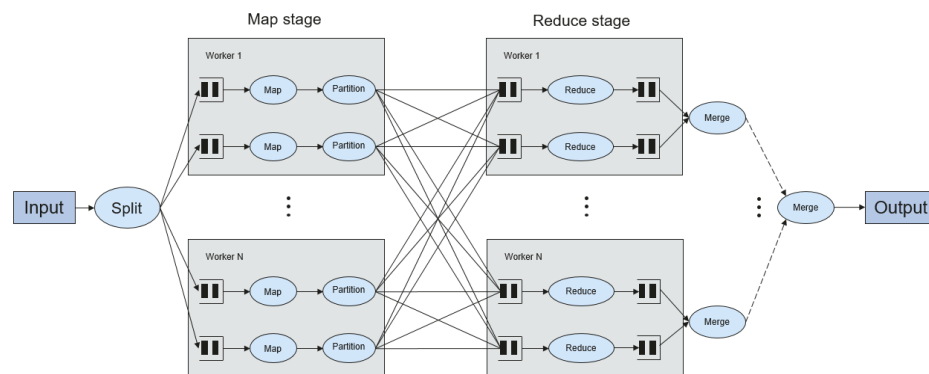 Map stage
Reduce stage
Worker 1
Worker 1
Map
Partition
Reduce
Map
Partition
Reduce
Merge
Input
Split
Merge
Output
Worker N
Worker N
Map
Partition
Reduce
Map
Partition
Reduce
Merge